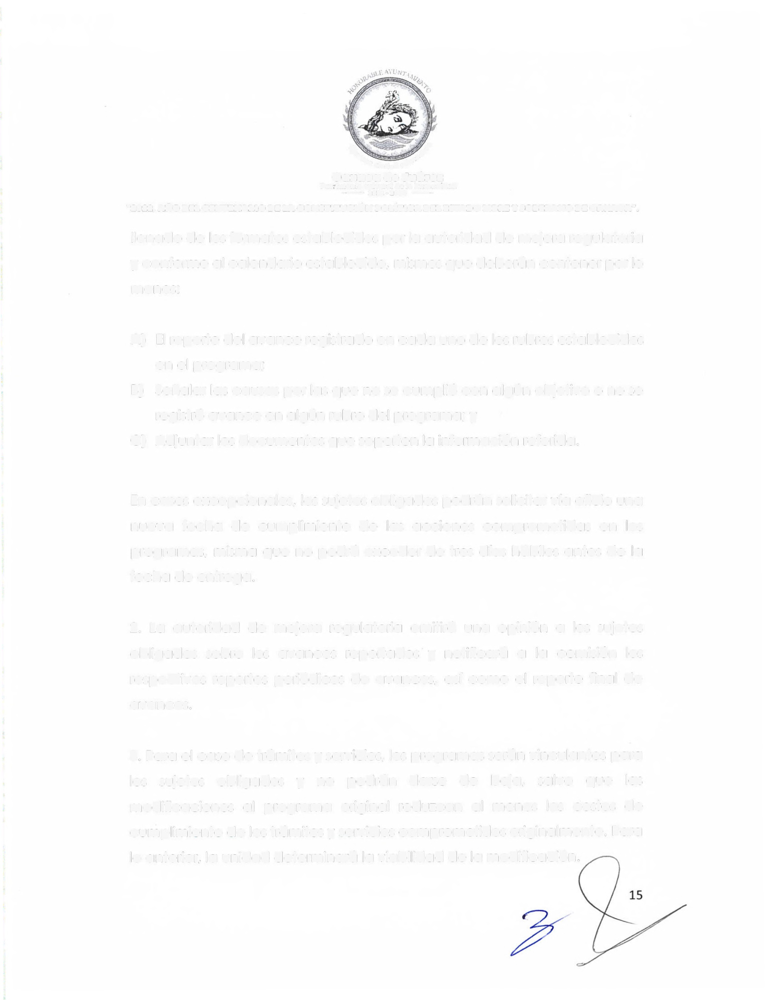 HONORABLE AYUNTAMIENTO
Oaxaca de Juárez
llenado de los formatos establecidos por la autoridad de mejora regulatoria
y conforme al calendario establecido, mismos que deberán contener por lo
menos:
A) El reporte del avance registrado en cada uno de los rubros establecidos
en el programa;
B) Señalar las causas por las que no se cumplió con algún objetivo o no se
registró avance en algún rubro del programa; y
C) Adjuntar los documentos que soporten la información referida.
En casos excepcionales, los sujetos obligados podrán solicitar vía oficio una
nueva fecha de cumplimiento de las acciones comprometidas en los
programas, misma que no podrá exceder de tres días hábiles antes de la
fecha de entrega.
2. La autoridad de mejora regulatoria emitirá una opinión a los sujetos
obligados sobre los avances reportados y notificará a la comisión los
respectivos reportes periódicos de avances, así como el reporte final de
avances.
3. Para el caso de trámites y servicios, los programas serán vinculantes para
los sujetos obligados y no podrán darse de baja, salvo que las
modificaciones al programa original reduzcan al menos los costos de
cumplimiento de los trámites y servicios comprometidos originalmente. Para
lo anterior, la unidad determinará la viabilidad de la modificación.
15